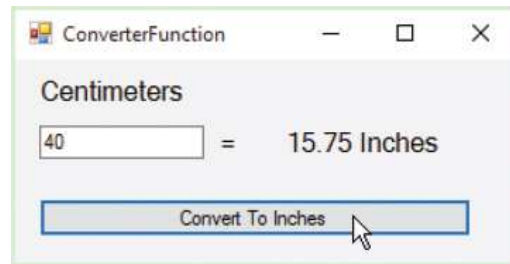 ConverterFunction
Centimeters
40 = 15.75 Inches
Convert To Inches